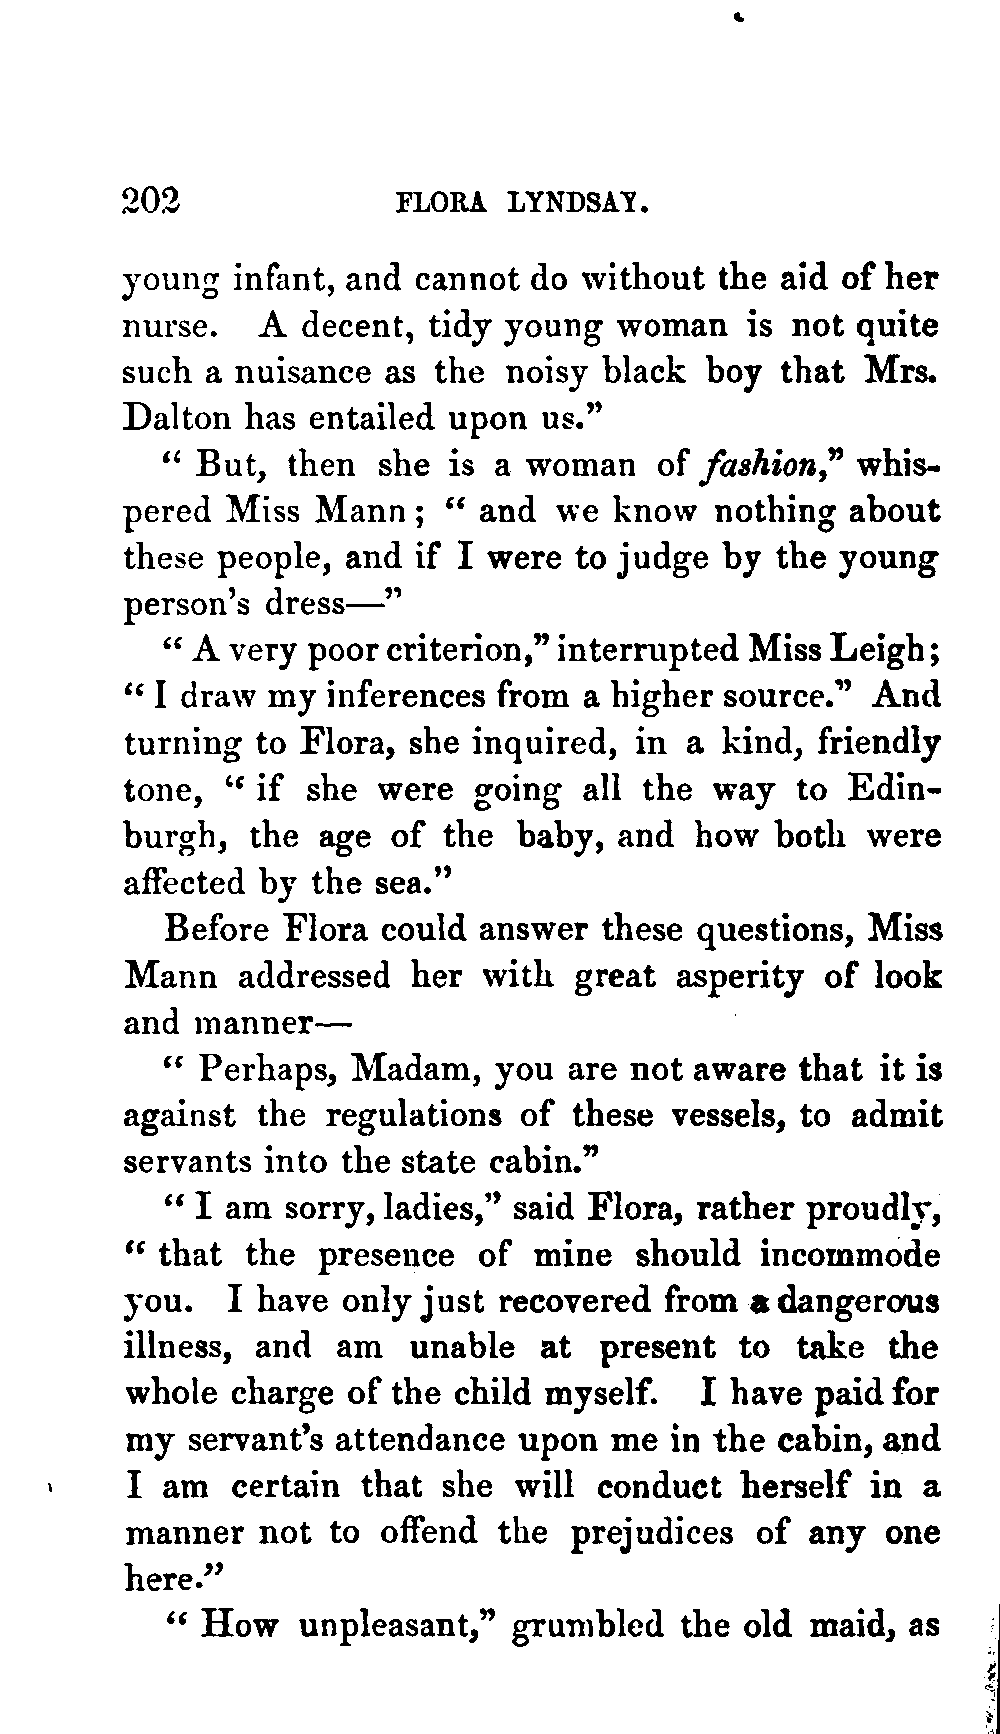 202 FLORA LYNDSAY.
young infant, and cannot do without the aid of her
nurse. A decent, tidy young woman is not quite
such a nuisance as the noisy black boy that Mrs.
Dalton has entailed upon us.”
“ But, then she is a woman of fashion,” whis-
pered Miss Mann ; “ and we know nothing about
these people, and if I were to judge by the young
person’s dress—”
“ A very poor criterion,” interrupted Miss Leigh ;
“ I draw my inferences from a higher source.” And
turning to Flora, she inquired, in a kind, friendly
tone, “ if she were going all the way to Edin-
burgh, the age of the baby, and how both were
affected by the sea.”
Before Flora could answer these questions, Miss
Mann addressed her with great asperity of look
and manner—
“ Perhaps, Madam, you are not aware that it is
against the regulations of these vessels, to admit
servants into the state cabin.”
“ I am sorry, ladies,” said Flora, rather proudly,
“ that the presence of mine should incommode
you. I have only just recovered from a dangerous
illness, and am unable at present to take the
whole charge of the child myself. I have paid for
my servant’s attendance upon me in the cabin, and
I am certain that she will conduct herself in a
manner not to offend the prejudices of any one
here.”
“ How unpleasant,” grumbled the old maid, as